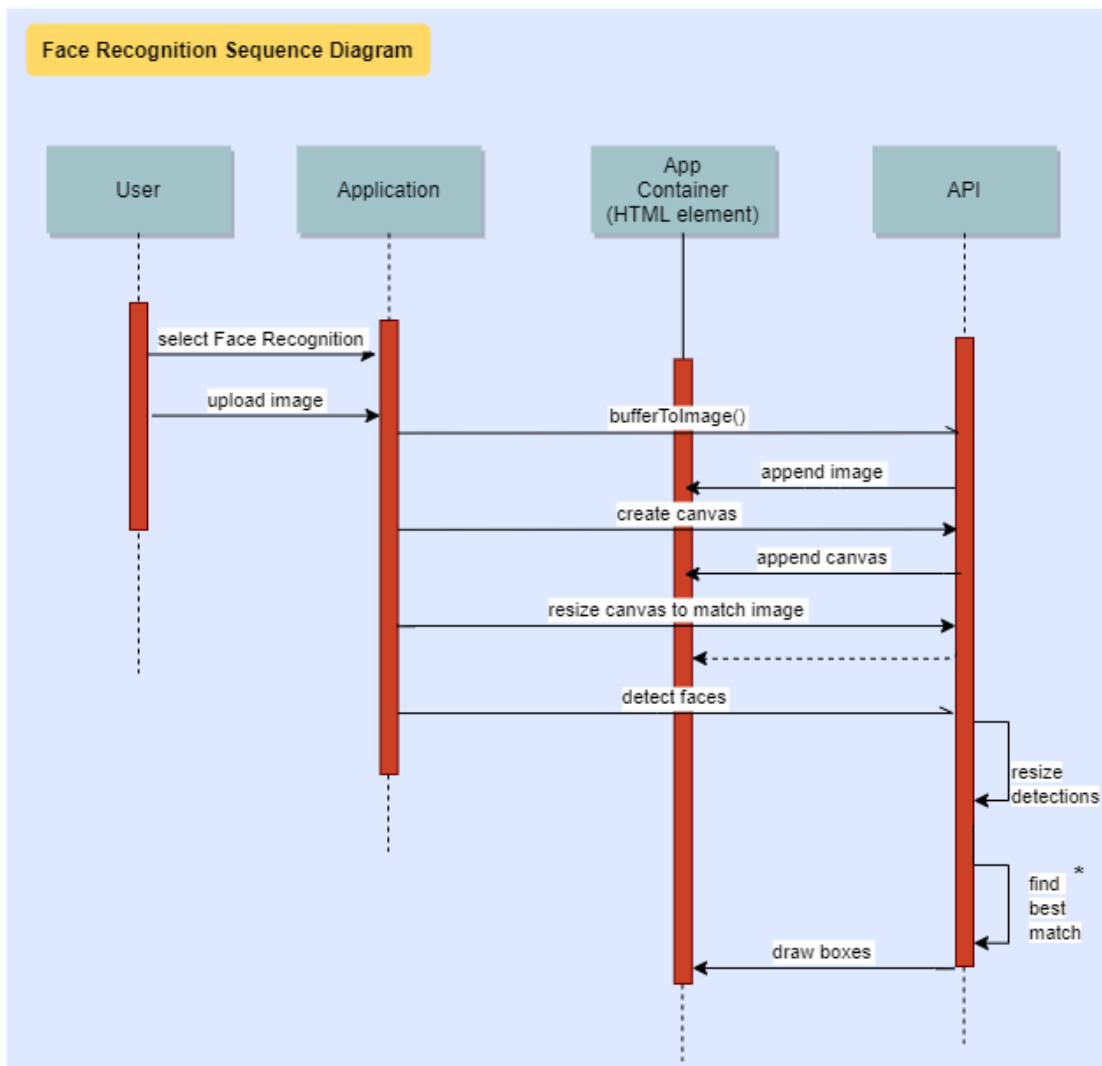 Face Recognition Sequence Diagram
User
Application
App
Container
(HTML element)
API
select Face Recognition
upload image
bufferToImage()
append image
create canvas
append canvas
resize canvas to match image
detect faces
resize
detections
*
find
best
match
draw boxes